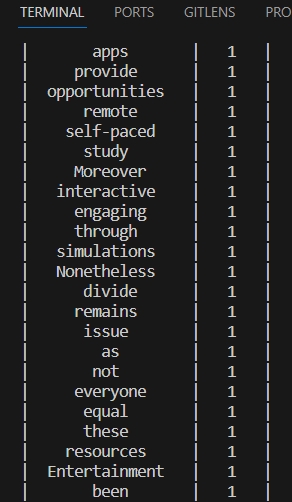 TERMINAL PORTS GITLENS PRO
| apps | 1 |
| provide | 1 |
| opportunities | 1 |
| remote | 1 |
| self-paced | 1 |
| study | 1 |
| Moreover | 1 |
| interactive | 1 |
| engaging | 1 |
| through | 1 |
| simulations | 1 |
| Nonetheless | 1 |
| divide | 1 |
| remains | 1 |
| issue | 1 |
| as | 1 |
| not | 1 |
| everyone | 1 |
| equal | 1 |
| these | 1 |
| resources | 1 |
| Entertainment | 1 |
| been | 1 |